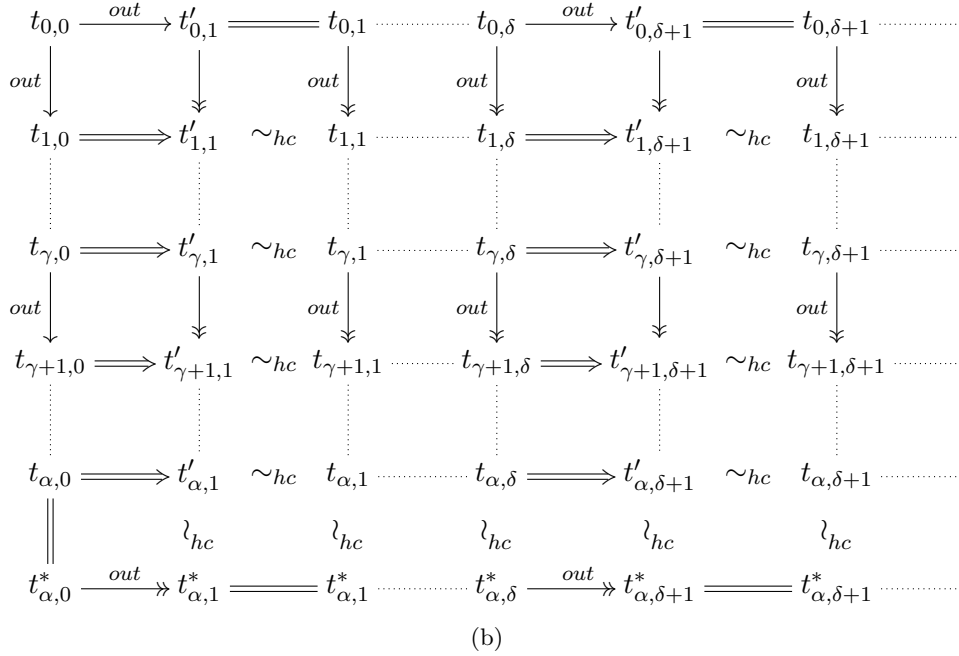 t_{0,0} out t'_{0,1} t_{0,1} t_{0,δ} out t'_{0,δ+1} t_{0,δ+1}
out out out out
t_{1,0} t'_{1,1} ∼_{hc} t_{1,1} t_{1,δ} t'_{1,δ+1} ∼_{hc} t_{1,δ+1}
t_{γ,0} t'_{γ,1} ∼_{hc} t_{γ,1} t_{γ,δ} t'_{γ,δ+1} ∼_{hc} t_{γ,δ+1}
out out out out
t_{γ+1,0} t'_{γ+1,1} ∼_{hc} t_{γ+1,1} t_{γ+1,δ} t'_{γ+1,δ+1} ∼_{hc} t_{γ+1,δ+1}
t_{α,0} t'_{α,1} ∼_{hc} t_{α,1} t_{α,δ} t'_{α,δ+1} ∼_{hc} t_{α,δ+1}
≀_{hc} ≀_{hc} ≀_{hc} ≀_{hc} ≀_{hc}
t^*_{α,0} out t^*_{α,1} t^*_{α,1} t^*_{α,δ} out t^*_{α,δ+1} t^*_{α,δ+1}
(b)